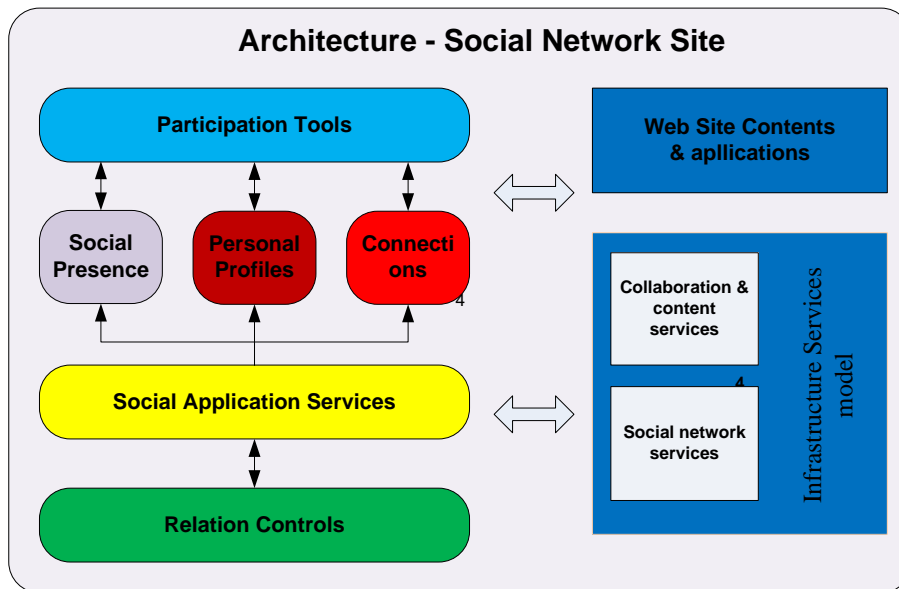 Architecture - Social Network Site
Participation Tools
Web Site Contents
& apllications
Social
Presence
Personal
Profiles
Connecti
ons
4
Collaboration &
content
services
4
Social network
services
Infrastructure Services
model
Social Application Services
Relation Controls